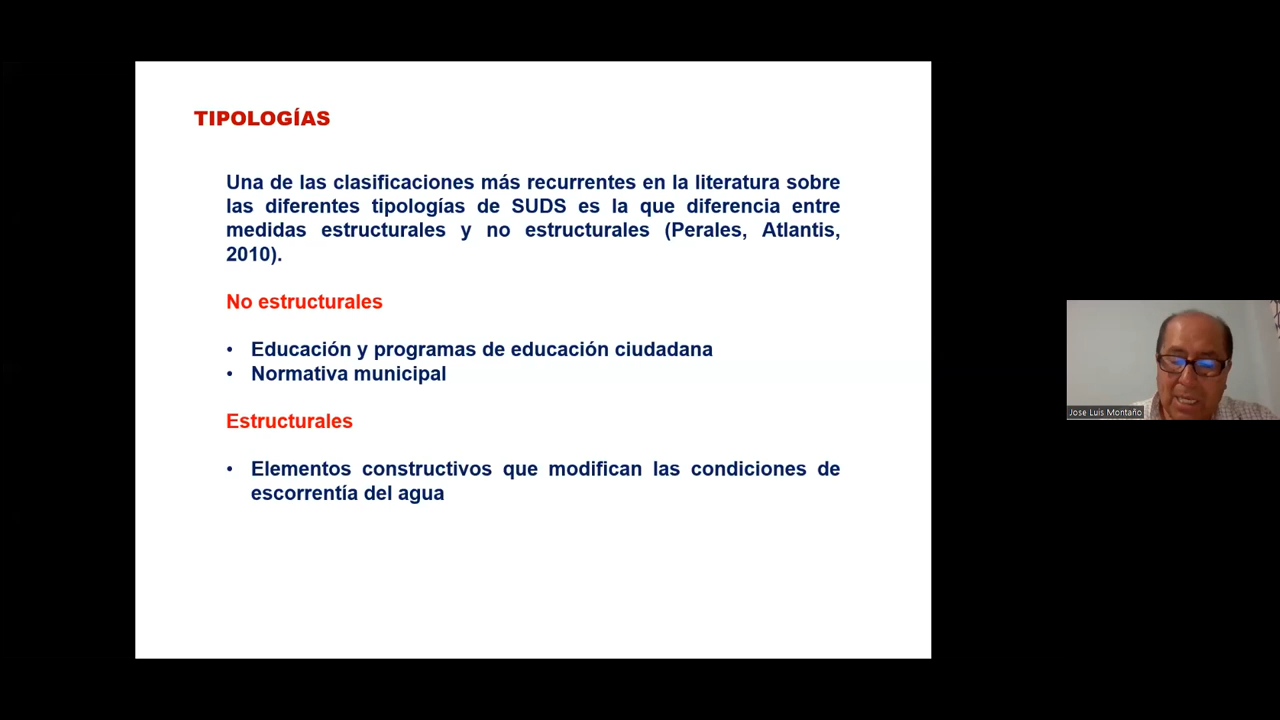 TIPOLOGÍAS
Una de las clasificaciones más recurrentes en la literatura sobre
las diferentes tipologías de SUDS es la que diferencia entre
medidas estructurales y no estructurales (Perales, Atlantis,
2010).
No estructurales
• Educación y programas de educación ciudadana
• Normativa municipal
Estructurales
• Elementos constructivos que modifican las condiciones de
escorrentía del agua
Jose Luis Montaño